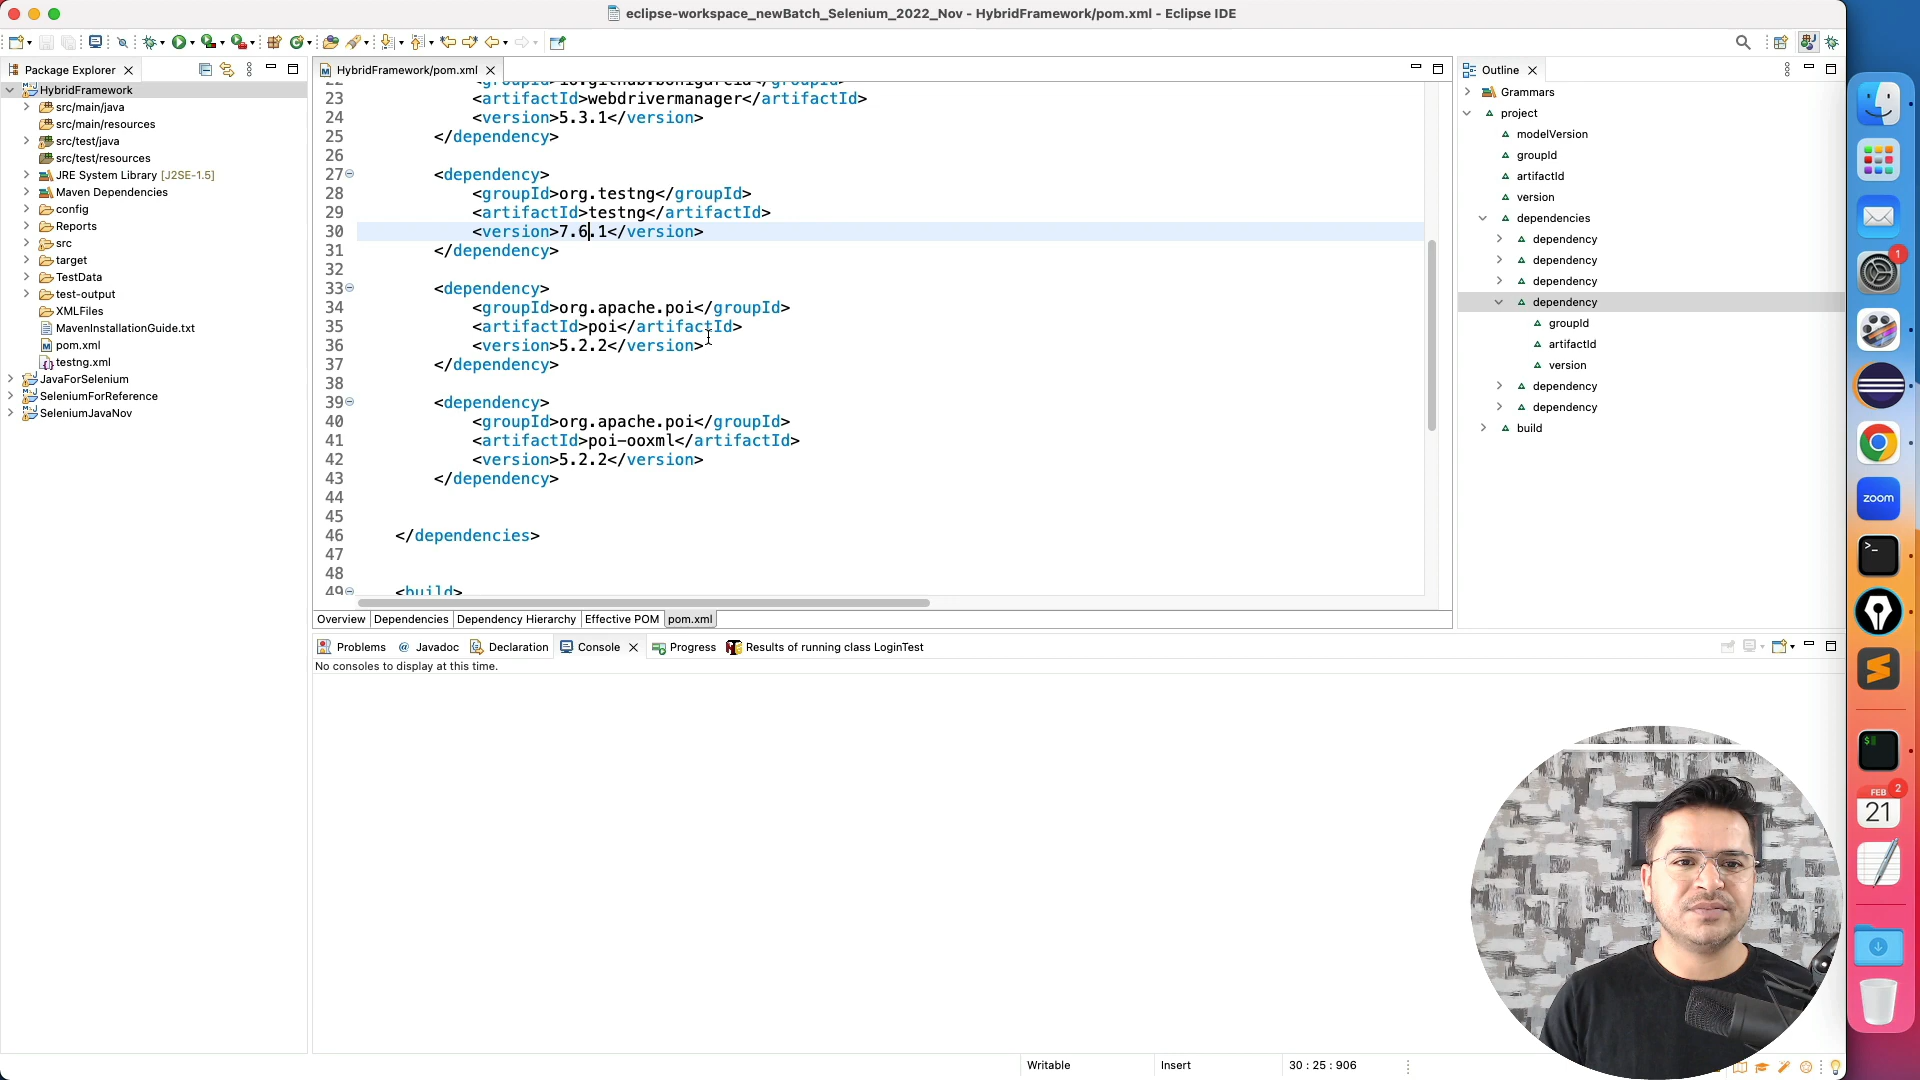 eclipse-workspace_newBatch_Selenium_2022_Nov - HybridFramework/pom.xml - Eclipse IDE
Package Explorer
HybridFramework
src/main/java
src/main/resources
src/test/java
src/test/resources
JRE System Library [J2SE-1.5]
Maven Dependencies
config
Reports
src
target
TestData
test-output
XMLFiles
MavenInstallationGuide.txt
pom.xml
testng.xml
JavaForSelenium
SeleniumForReference
SeleniumJavaNov
HybridFramework/pom.xml
23 <artifactId>webdrivermanager</artifactId>
24 <version>5.3.1</version>
25 </dependency>
26
27 <dependency>
28 <groupId>org.testng</groupId>
29 <artifactId>testng</artifactId>
30 <version>7.6.1</version>
31 </dependency>
32
33 <dependency>
34 <groupId>org.apache.poi</groupId>
35 <artifactId>poi</artifactId>
36 <version>5.2.2</version>
37 </dependency>
38
39 <dependency>
40 <groupId>org.apache.poi</groupId>
41 <artifactId>poi-ooxml</artifactId>
42 <version>5.2.2</version>
43 </dependency>
44
45
46 </dependencies>
47
48
49 <build>
Overview Dependencies Dependency Hierarchy Effective POM pom.xml
Outline
Grammars
project
modelVersion
groupId
artifactId
version
dependencies
dependency
dependency
dependency
dependency
groupId
artifactId
version
dependency
dependency
build
Problems @ Javadoc Declaration Console Progress Results of running class LoginTest
No consoles to display at this time.
Writable Insert 30 : 25 : 906
1
zoom
FEB 2
21